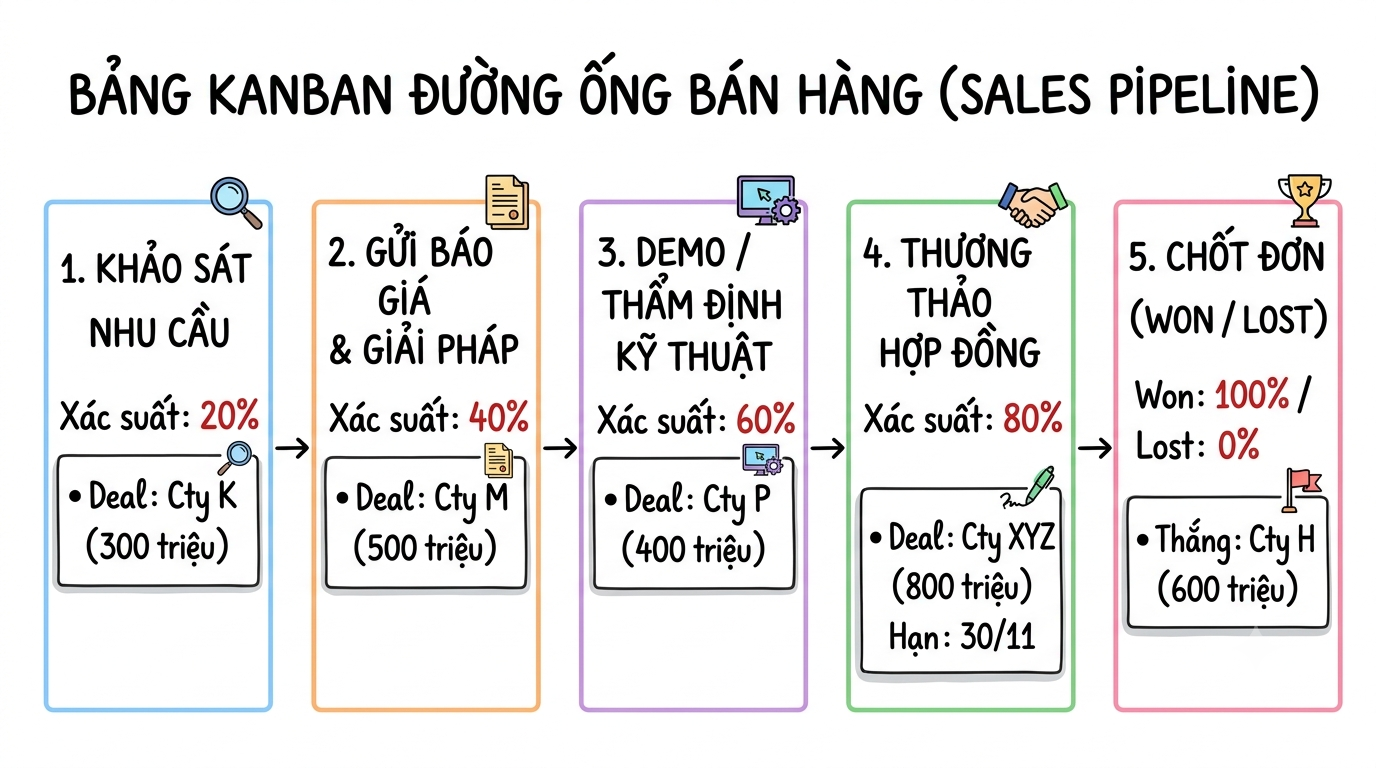 BẢNG KANBAN ĐƯỜNG ỐNG BÁN HÀNG (SALES PIPELINE)
1. KHẢO SÁT
NHU CẦU
Xác suất: 20%
• Deal: Cty K
(300 triệu)
2. GỬI BÁO
GIÁ
& GIẢI PHÁP
Xác suất: 40%
• Deal: Cty M
(500 triệu)
3. DEMO /
THẨM ĐỊNH
KỸ THUẬT
Xác suất: 60%
• Deal: Cty P
(400 triệu)
4. THƯƠNG
THẢO
HỢP ĐỒNG
Xác suất: 80%
• Deal: Cty XYZ
(800 triệu)
Hạn: 30/11
5. CHỐT ĐƠN
(WON / LOST)
Won: 100% /
Lost: 0%
• Thắng: Cty H
(600 triệu)